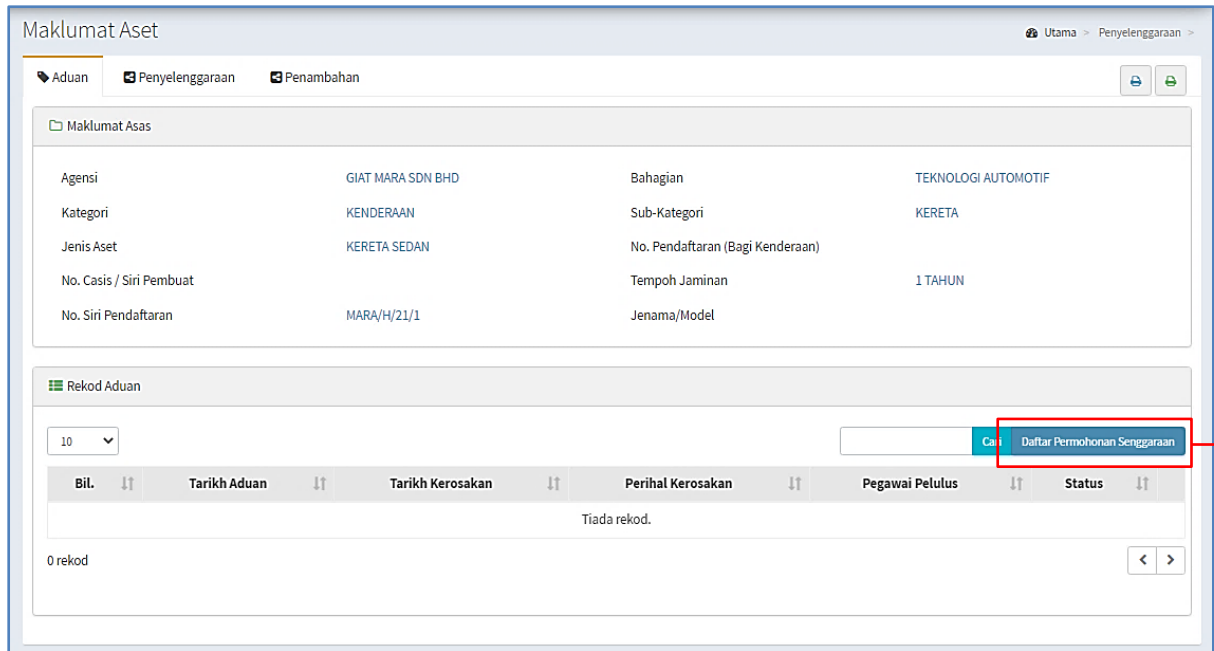 Maklumat Aset
Utama > Penyelenggaraan >
Aduan Penyelenggaraan Penambahan
Maklumat Asas
Agensi GIAT MARA SDN BHD Bahagian TEKNOLOGI AUTOMOTIF
Kategori KENDERAAN Sub-Kategori KERETA
Jenis Aset KERETA SEDAN No. Pendaftaran (Bagi Kenderaan)
No. Casis / Siri Pembuat Tempoh Jaminan 1 TAHUN
No. Siri Pendaftaran MARA/H/21/1 Jenama/Model
Rekod Aduan
10 Cari Daftar Permohonan Senggaraan
Bil. Tarikh Aduan Tarikh Kerosakan Perihal Kerosakan Pegawai Pelulus Status
Tiada rekod.
0 rekod